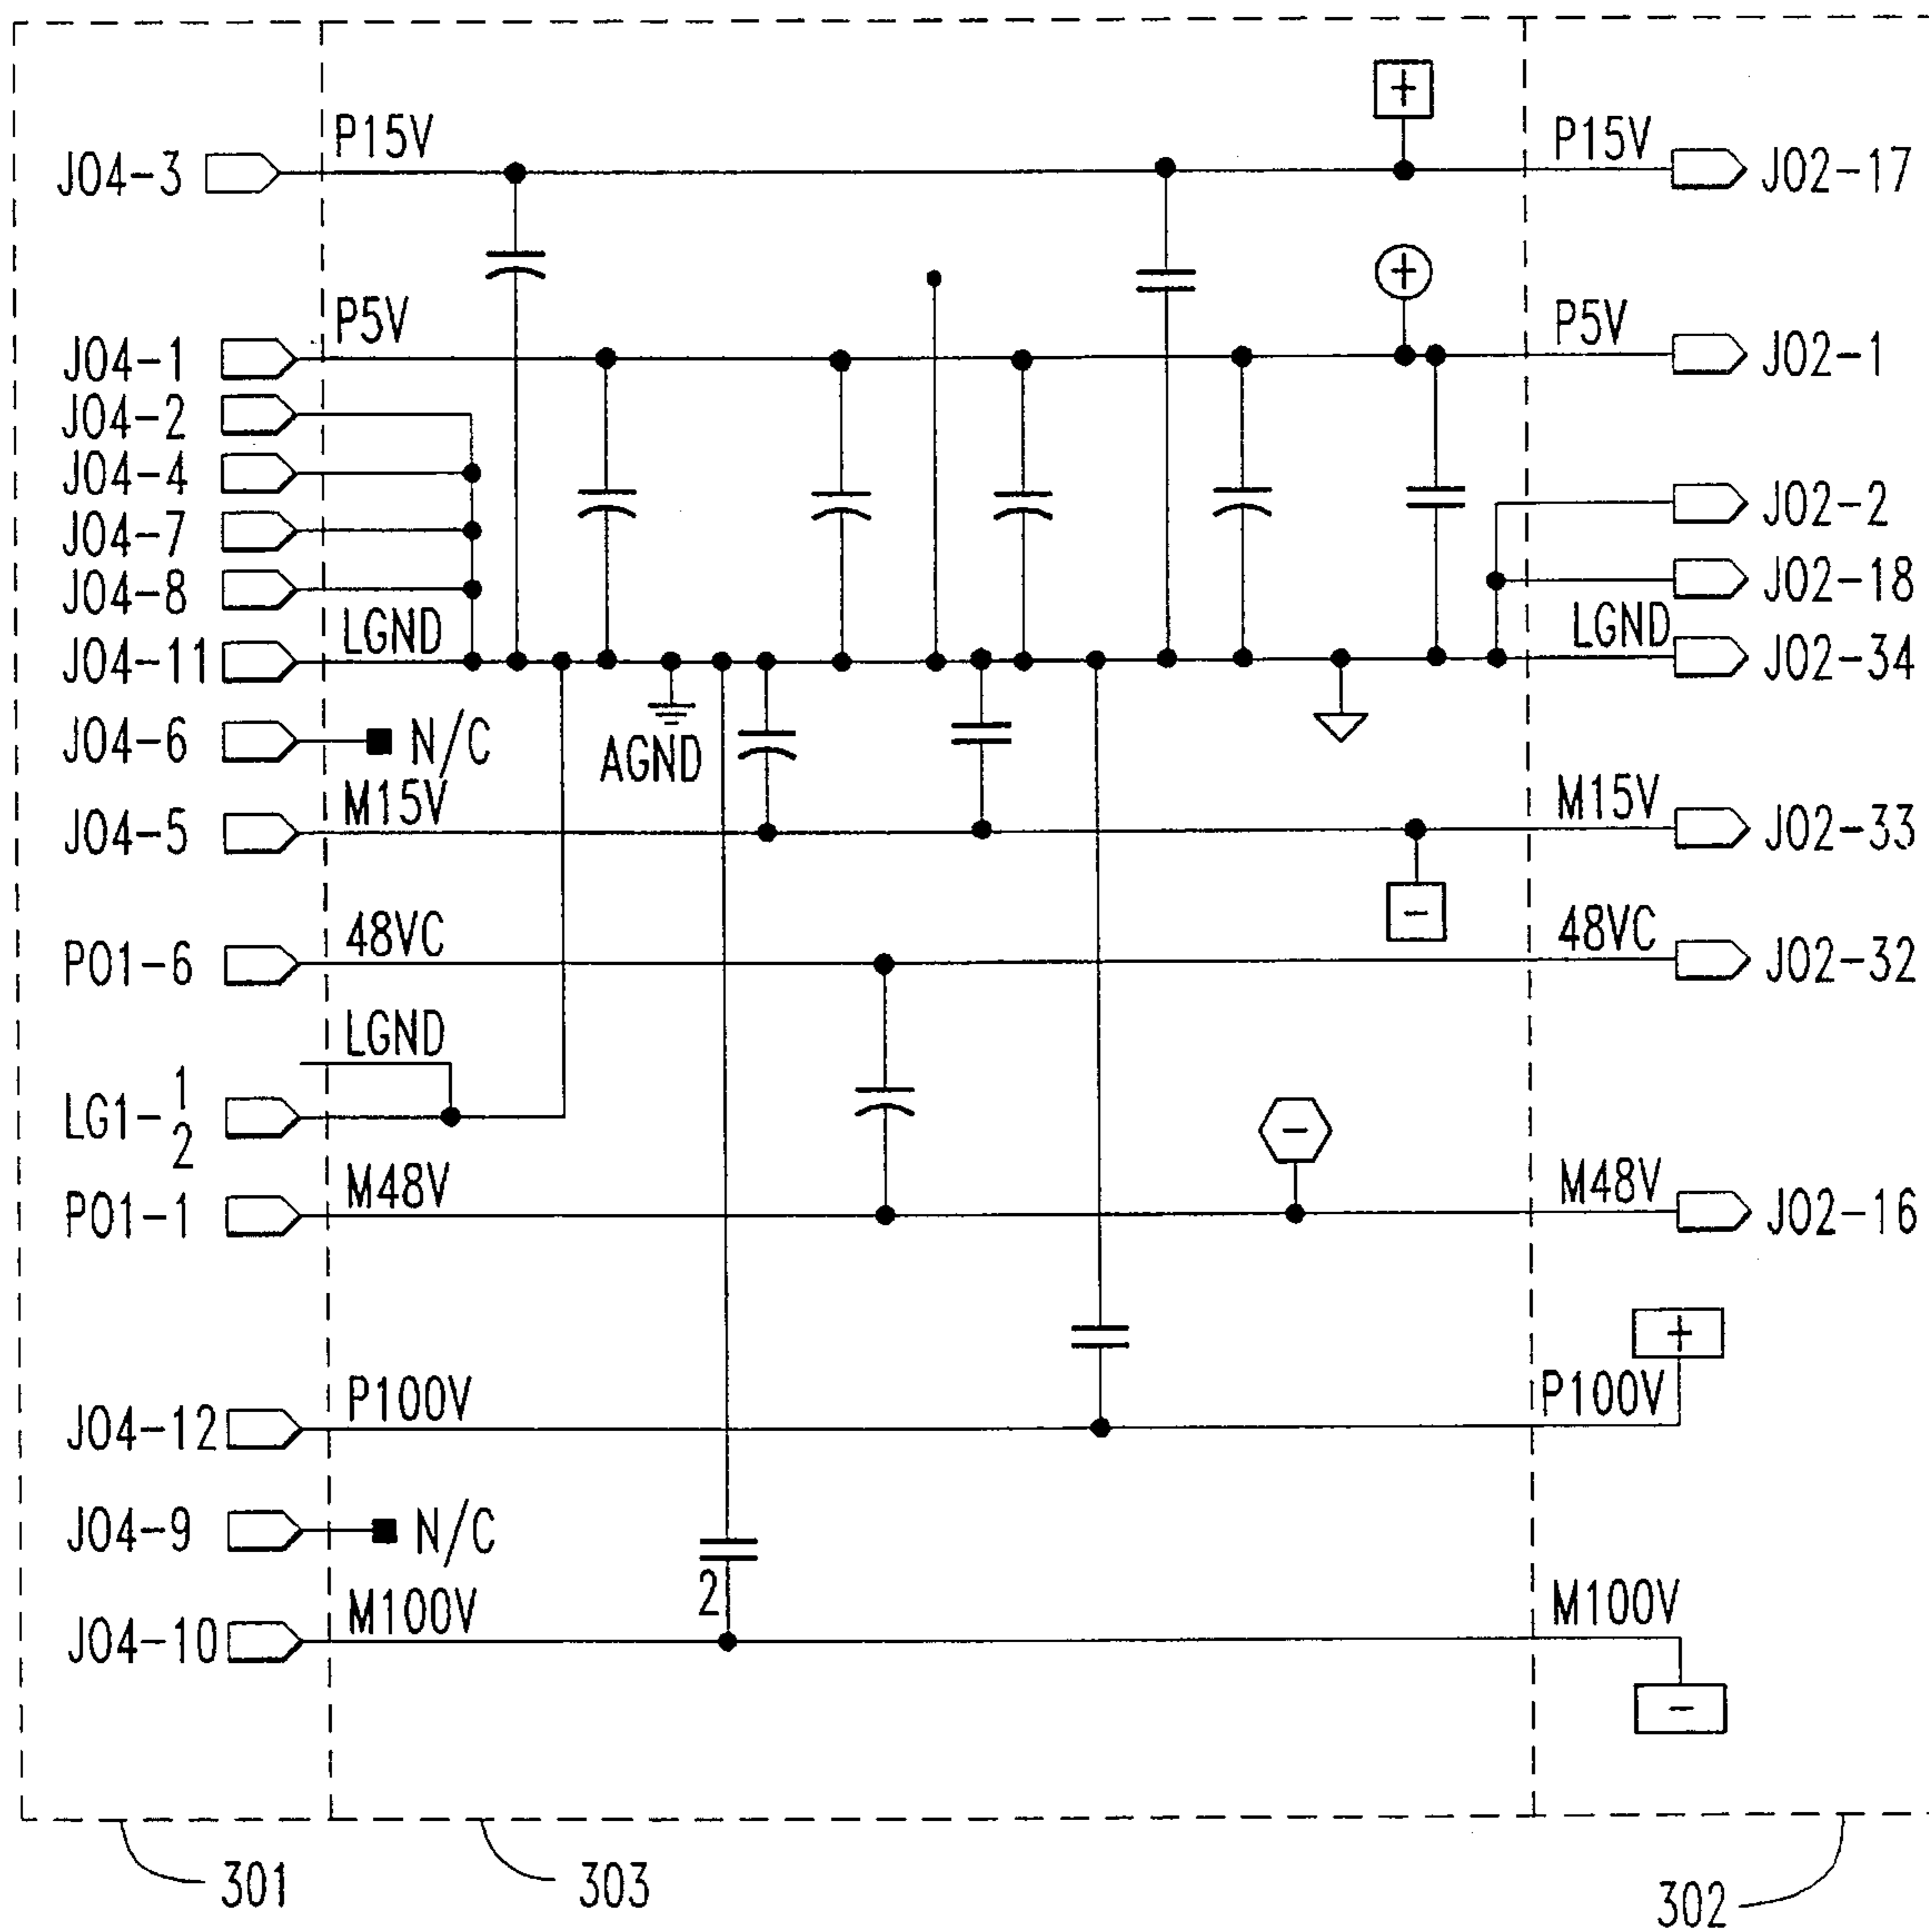 +
J04-3 P15V P15V J02-17
+
J04-1 P5V P5V J02-1
J04-2
J04-4
J04-7 J02-2
J04-8 J02-18
J04-11 LGND LGND J02-34
J04-6 N/C
AGND
J04-5 M15V M15V J02-33
-
P01-6 48VC 48VC J02-32
LGND
LG1- 1
2
-
P01-1 M48V M48V J02-16
+
J04-12 P100V P100V
J04-9 N/C
2
J04-10 M100V M100V
-
301 303 302